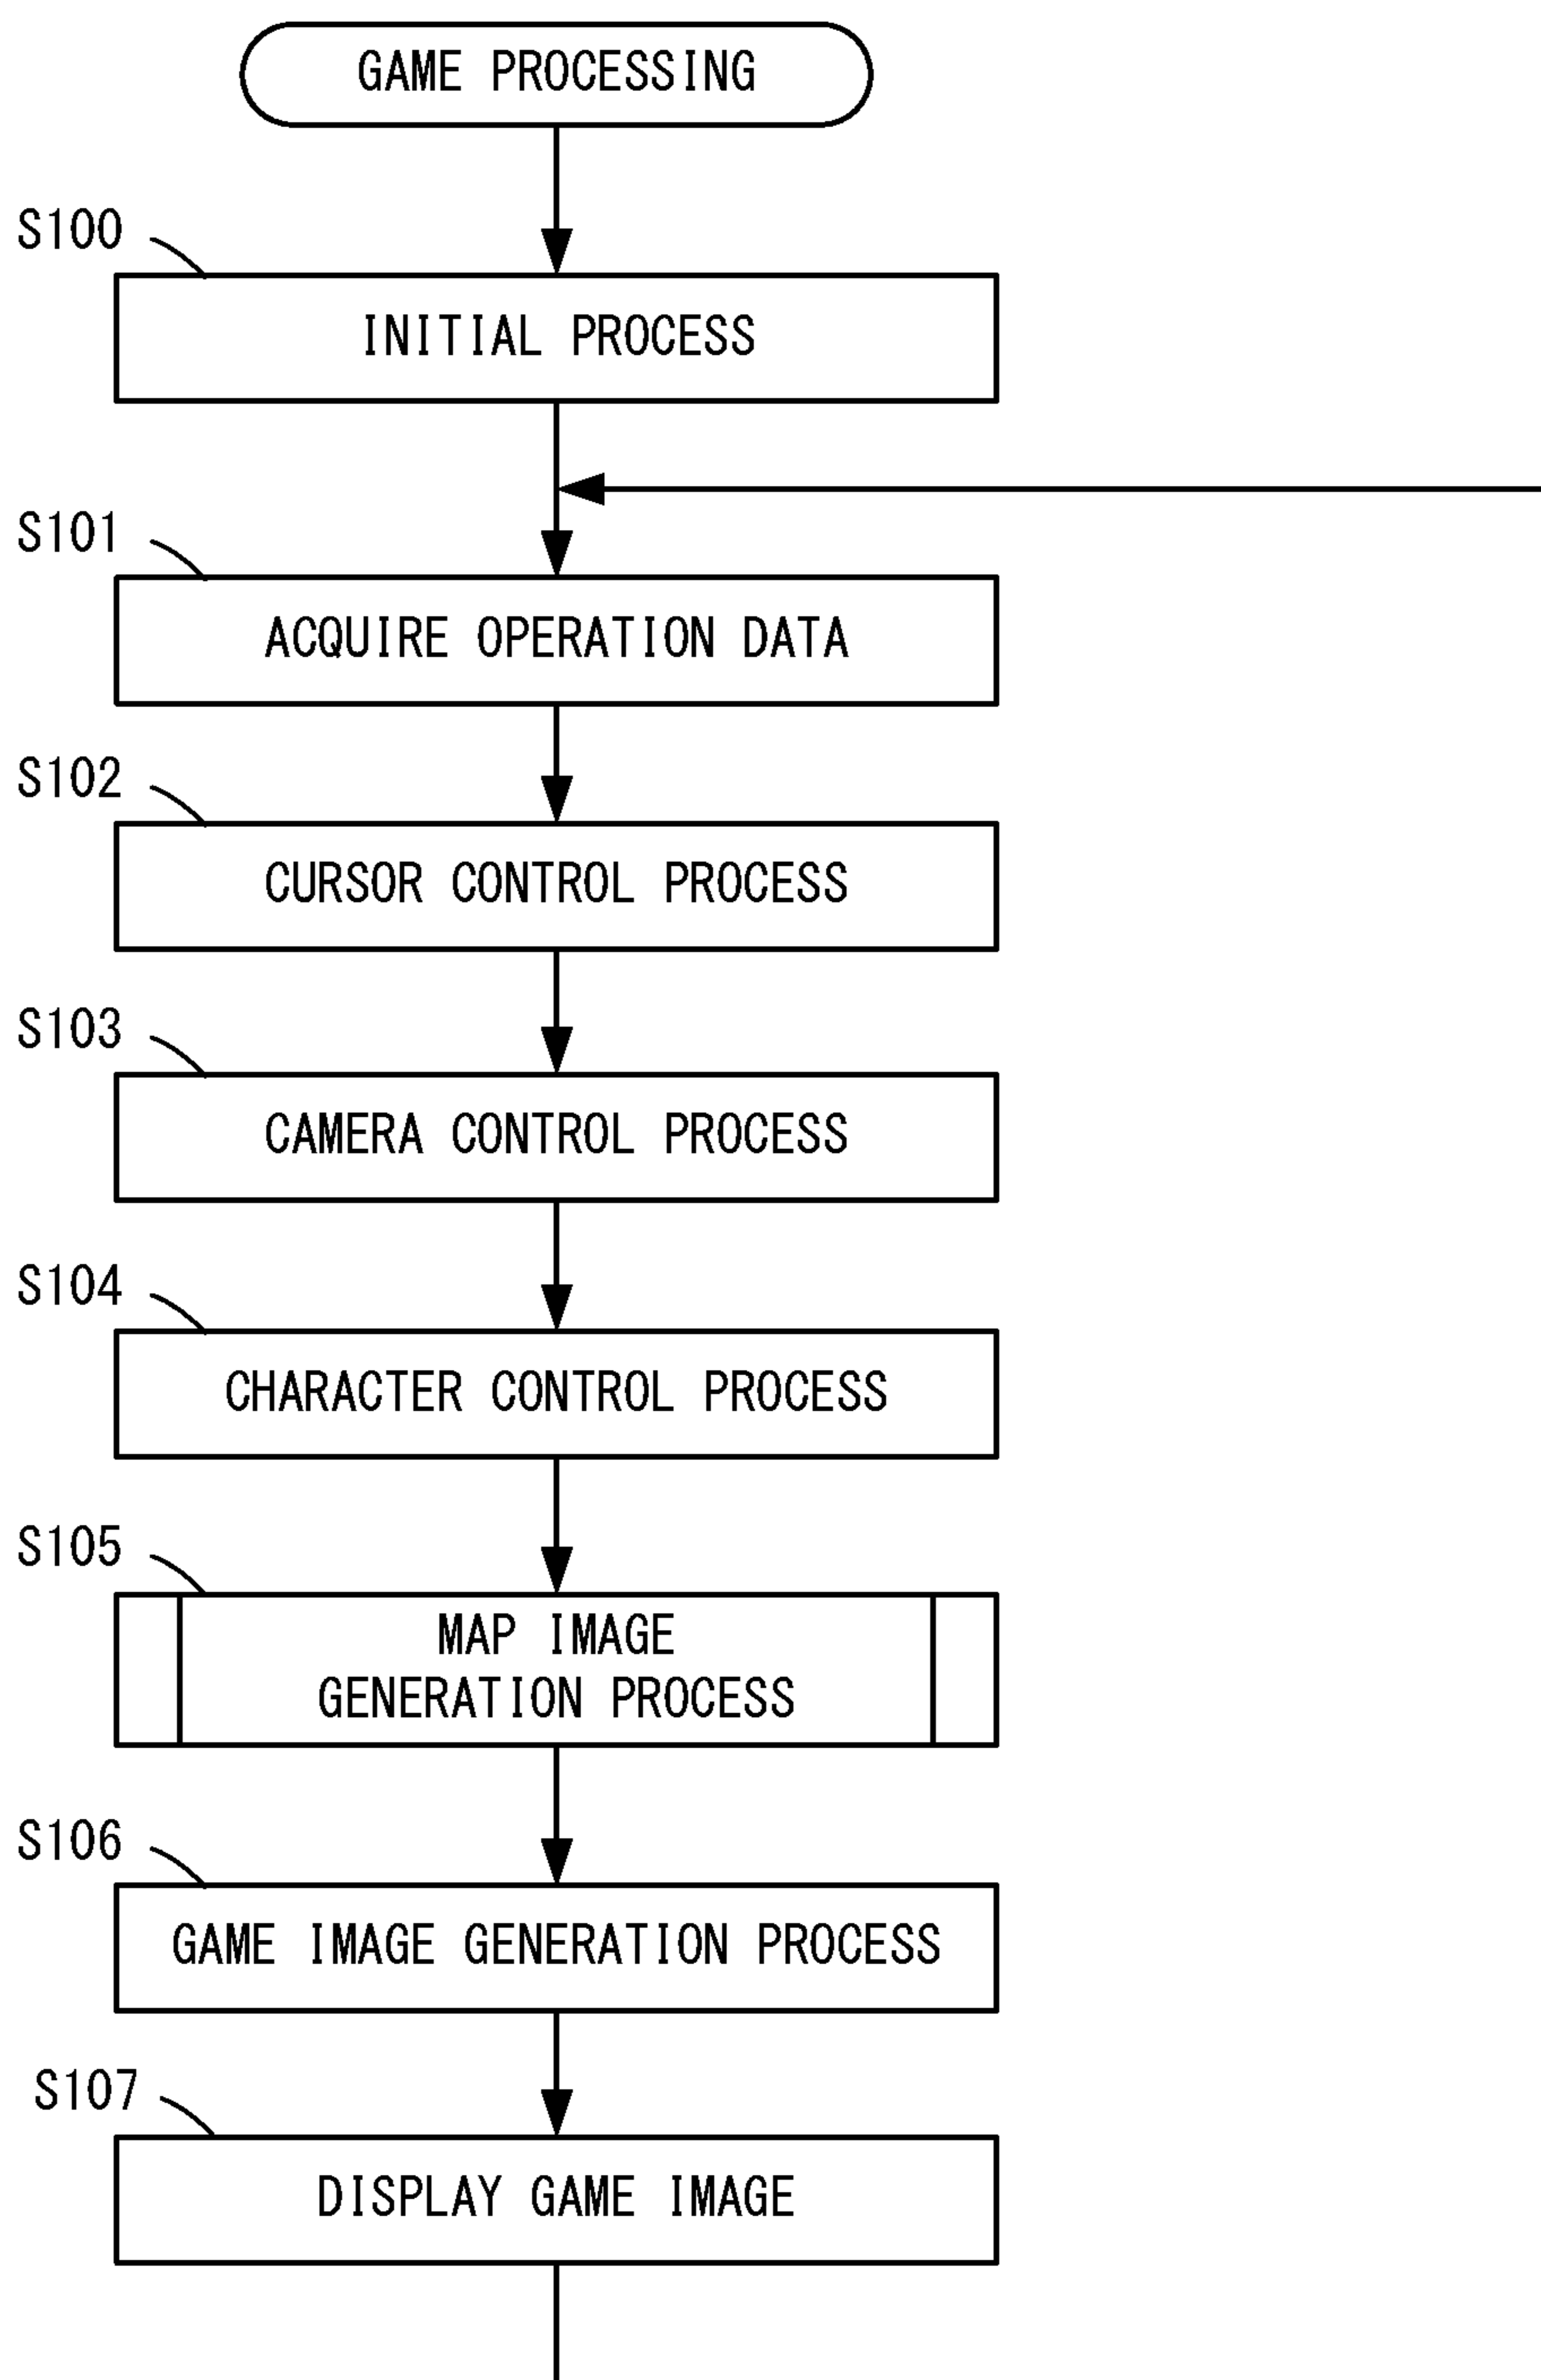 GAME PROCESSING
S100
INITIAL PROCESS
S101
ACQUIRE OPERATION DATA
S102
CURSOR CONTROL PROCESS
S103
CAMERA CONTROL PROCESS
S104
CHARACTER CONTROL PROCESS
S105
MAP IMAGE
GENERATION PROCESS
S106
GAME IMAGE GENERATION PROCESS
S107
DISPLAY GAME IMAGE